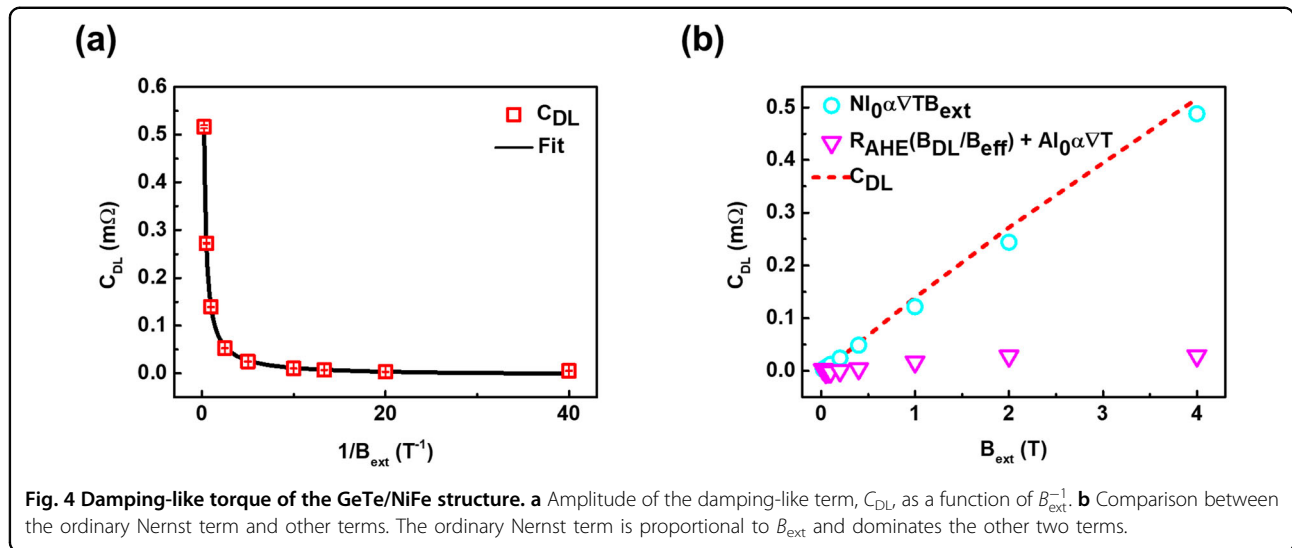 (a)
0.6
0.5
0.4
0.3
0.2
0.1
0.0
C_DL (mΩ)
C_DL
Fit
0 20 40
1/B_ext (T⁻¹)
(b)
0.5
0.4
0.3
0.2
0.1
0.0
C_DL (mΩ)
NI₀α∇TB_ext
R_AHE(B_DL/B_eff) + AI₀α∇T
C_DL
0 1 2 3 4
B_ext (T)
Fig. 4 Damping-like torque of the GeTe/NiFe structure. a Amplitude of the damping-like term, C_DL, as a function of B_ext⁻¹. b Comparison between
the ordinary Nernst term and other terms. The ordinary Nernst term is proportional to B_ext and dominates the other two terms.